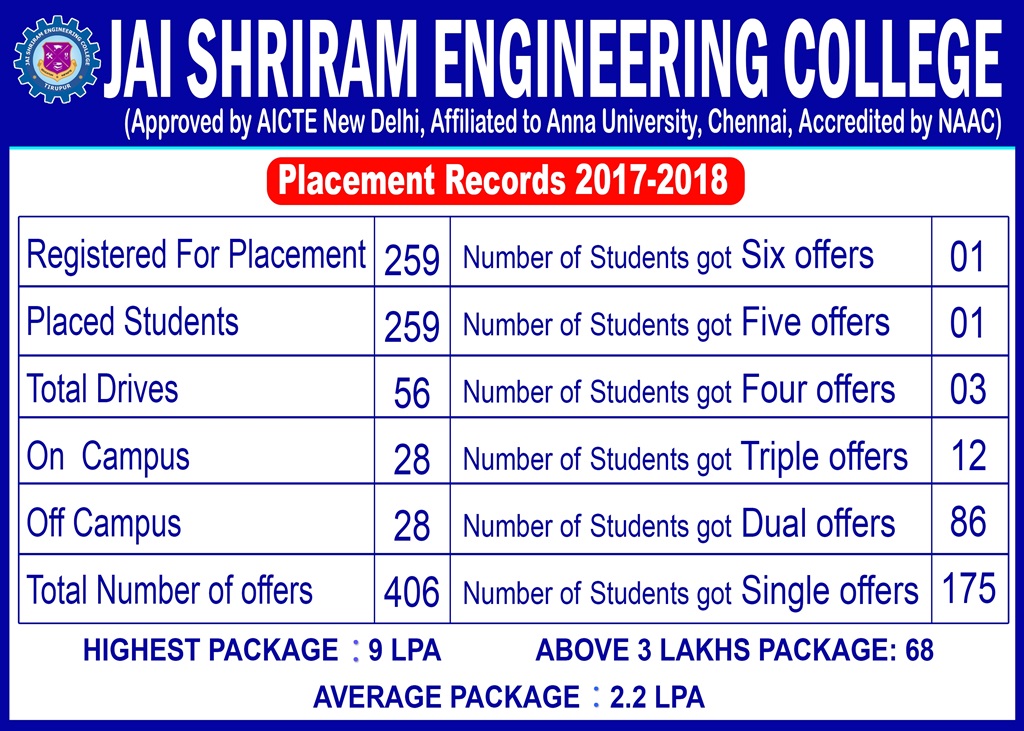 JAI SHRIRAM ENGINEERING COLLEGE
TIRUPUR
JAI SHRIRAM ENGINEERING COLLEGE
(Approved by AICTE New Delhi, Affiliated to Anna University, Chennai, Accredited by NAAC)
Placement Records 2017-2018
Registered For Placement 259 Number of Students got Six offers 01
Placed Students 259 Number of Students got Five offers 01
Total Drives 56 Number of Students got Four offers 03
On Campus 28 Number of Students got Triple offers 12
Off Campus 28 Number of Students got Dual offers 86
Total Number of offers 406 Number of Students got Single offers 175
HIGHEST PACKAGE : 9 LPA ABOVE 3 LAKHS PACKAGE: 68
AVERAGE PACKAGE : 2.2 LPA